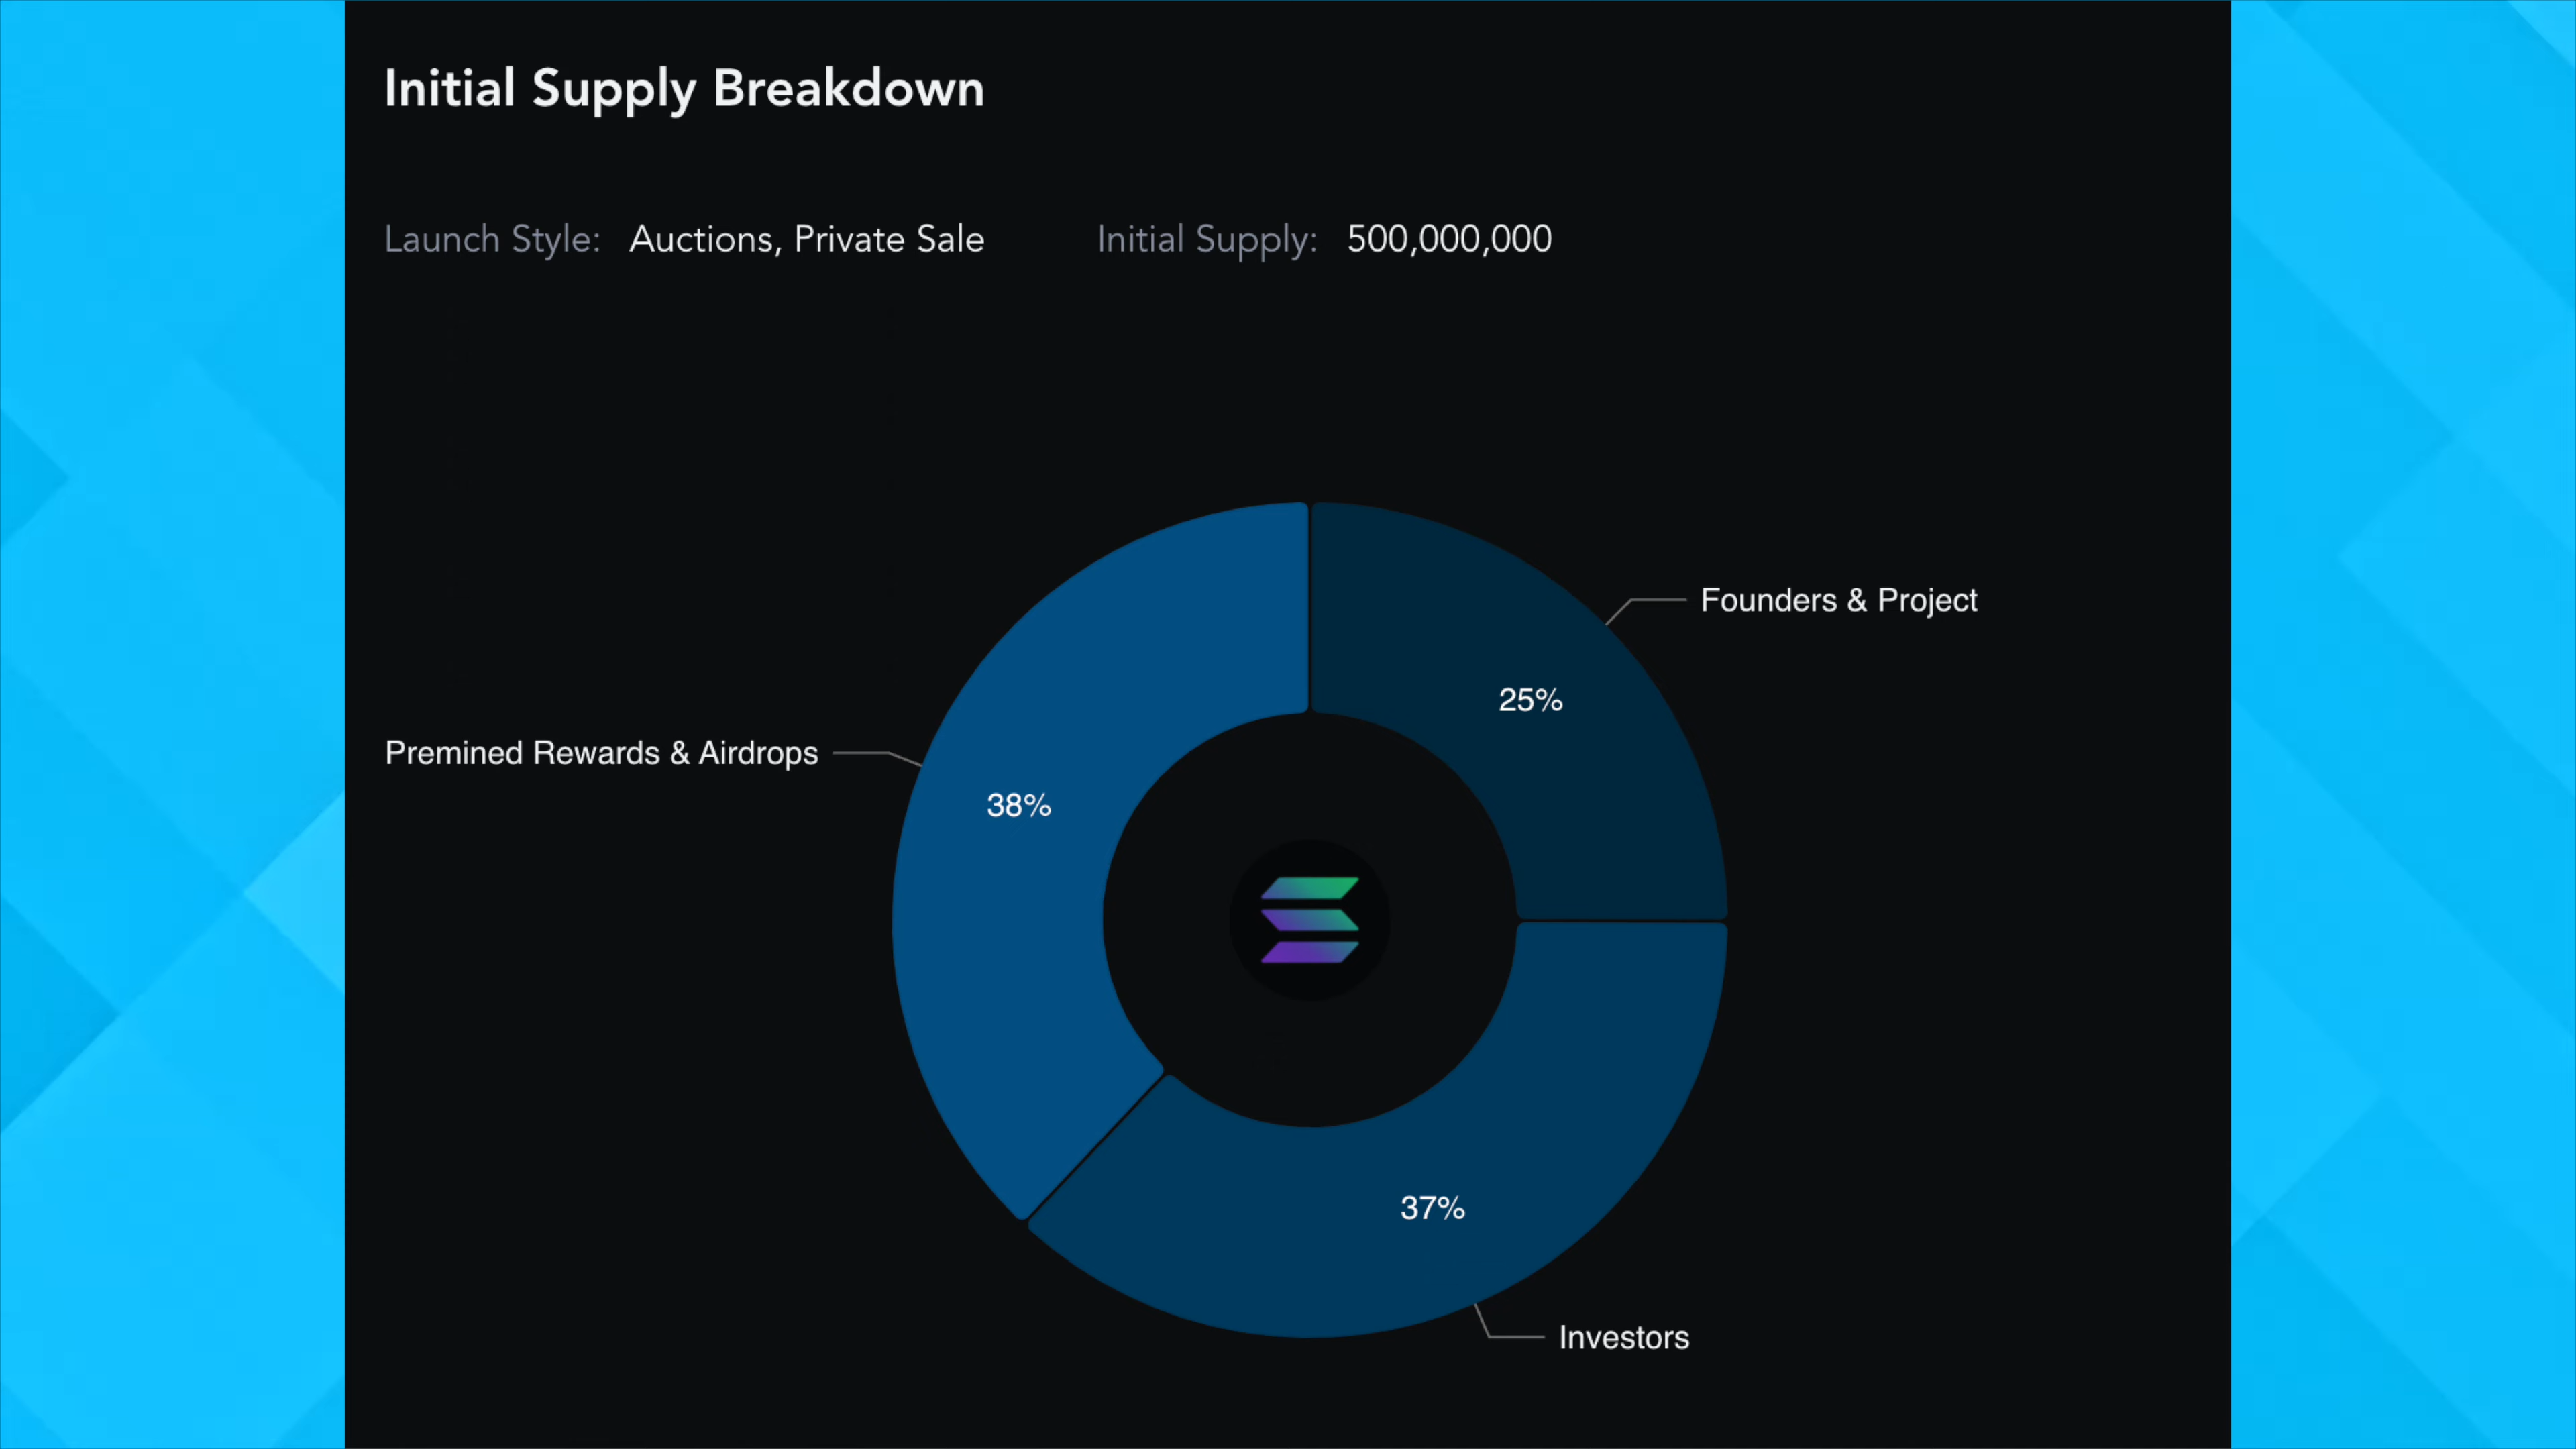 Initial Supply Breakdown
Launch Style: Auctions, Private Sale Initial Supply: 500,000,000
Founders & Project
25%
Premined Rewards & Airdrops
38%
37%
Investors